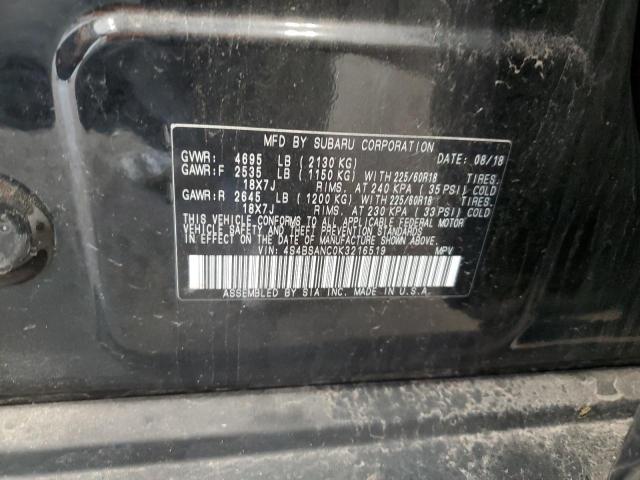 MFD BY SUBARU CORPORATION
GVWR: 4695 LB ( 2130 KG) DATE: 08/18
GAWR:F 2535 LB ( 1150 KG) WITH 225/60R18 TIRES.
18X7J RIMS. AT 240 KPA ( 35 PSI) COLD
GAWR:R 2645 LB ( 1200 KG) WITH 225/60R18 TIRES.
18X7J RIMS. AT 230 KPA ( 33 PSI) COLD
THIS VEHICLE CONFORMS TO ALL APPLICABLE FEDERAL MOTOR
VEHICLE SAFETY AND THEFT PREVENTION STANDARDS
IN EFFECT ON THE DATE OF MANUFACTURE SHOWN ABOVE.
VIN: 4S4BSANC0K3216519 MPV
ASSEMBLED BY SIA INC. MADE IN U.S.A.